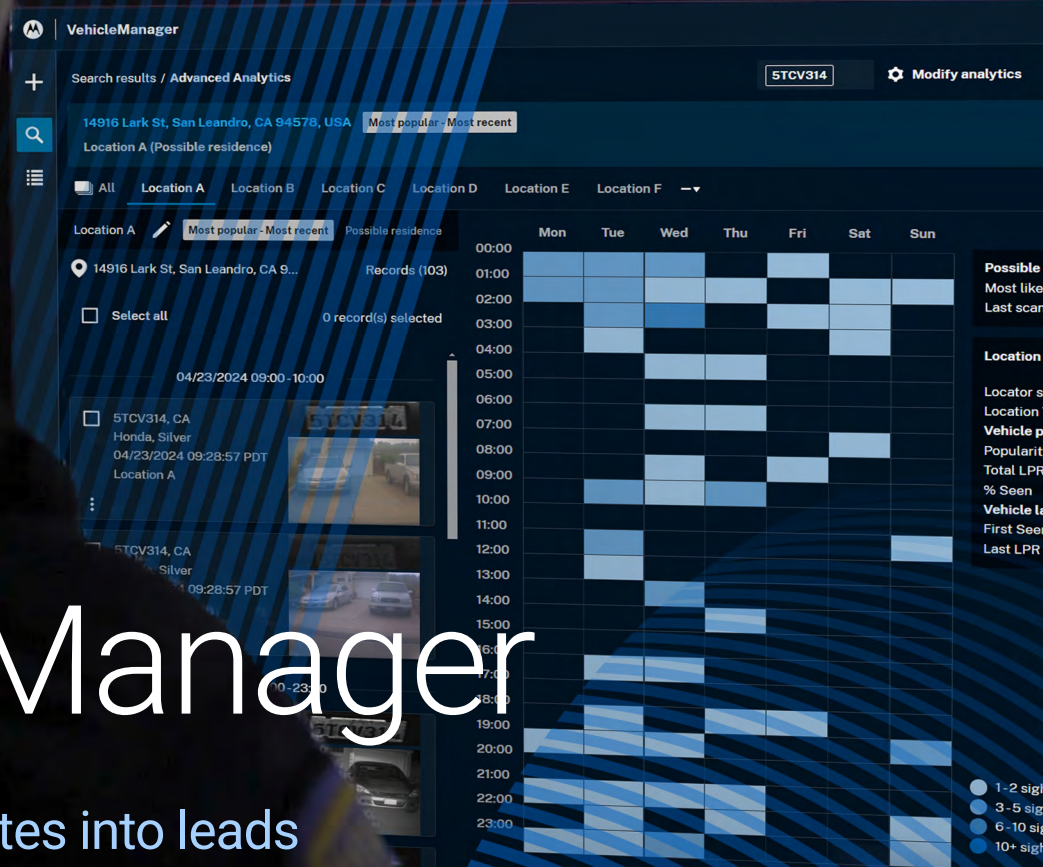 VehicleManager
Search results / Advanced Analytics
5TCV314
Modify analytics
14916 Lark St, San Leandro, CA 94578, USA
Most popular - Most recent
Location A (Possible residence)
All
Location A
Location B
Location C
Location D
Location E
Location F
Location A
Most popular - Most recent
Possible residence
14916 Lark St, San Leandro, CA 9...
Records (103)
Select all
0 record(s) selected
04/23/2024 09:00-10:00
5TCV314, CA
Honda, Silver
04/23/2024 09:28:57 PDT
Location A
5TCV314
5TCV314, CA
Silver
09:28:57 PDT
Mon Tue Wed Thu Fri Sat Sun
00:00
01:00
02:00
03:00
04:00
05:00
06:00
07:00
08:00
09:00
10:00
11:00
12:00
13:00
14:00
15:00
16:0
17:00
18:00
19:00
20:00
21:00
22:00
23:00
Possible
Most like
Last scan
Location
Locator s
Location
Vehicle p
Popularit
Total LPR
% Seen
Vehicle la
First Seen
Last LPR
1-2 sigh
3-5 sig
6-10 sig
10+ sigh
Manager
tes into leads